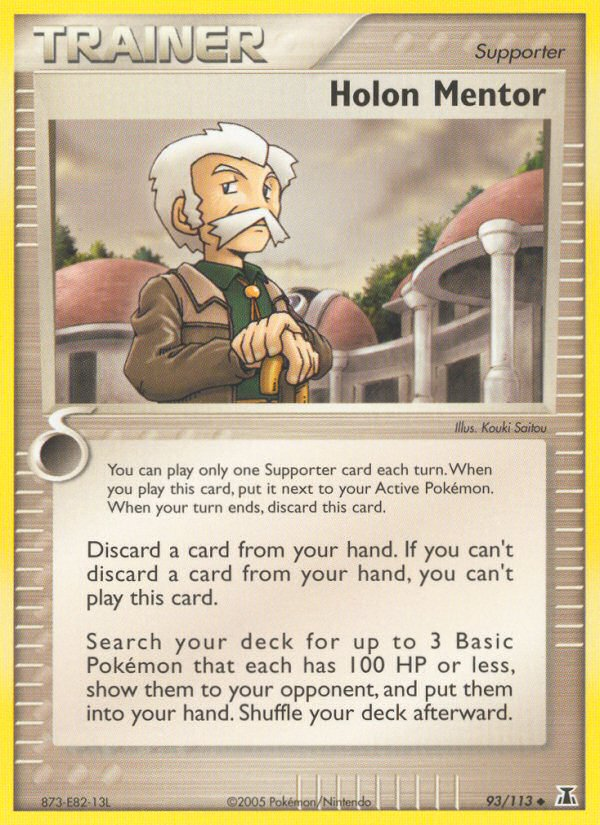 TRAINER
Supporter
Holon Mentor
Illus. Kouki Saitou
You can play only one Supporter card each turn. When
you play this card, put it next to your Active Pokémon.
When your turn ends, discard this card.
Discard a card from your hand. If you can't
discard a card from your hand, you can't
play this card.
Search your deck for up to 3 Basic
Pokémon that each has 100 HP or less,
show them to your opponent, and put them
into your hand. Shuffle your deck afterward.
873-E82-13L
©2005 Pokémon/Nintendo
93/113